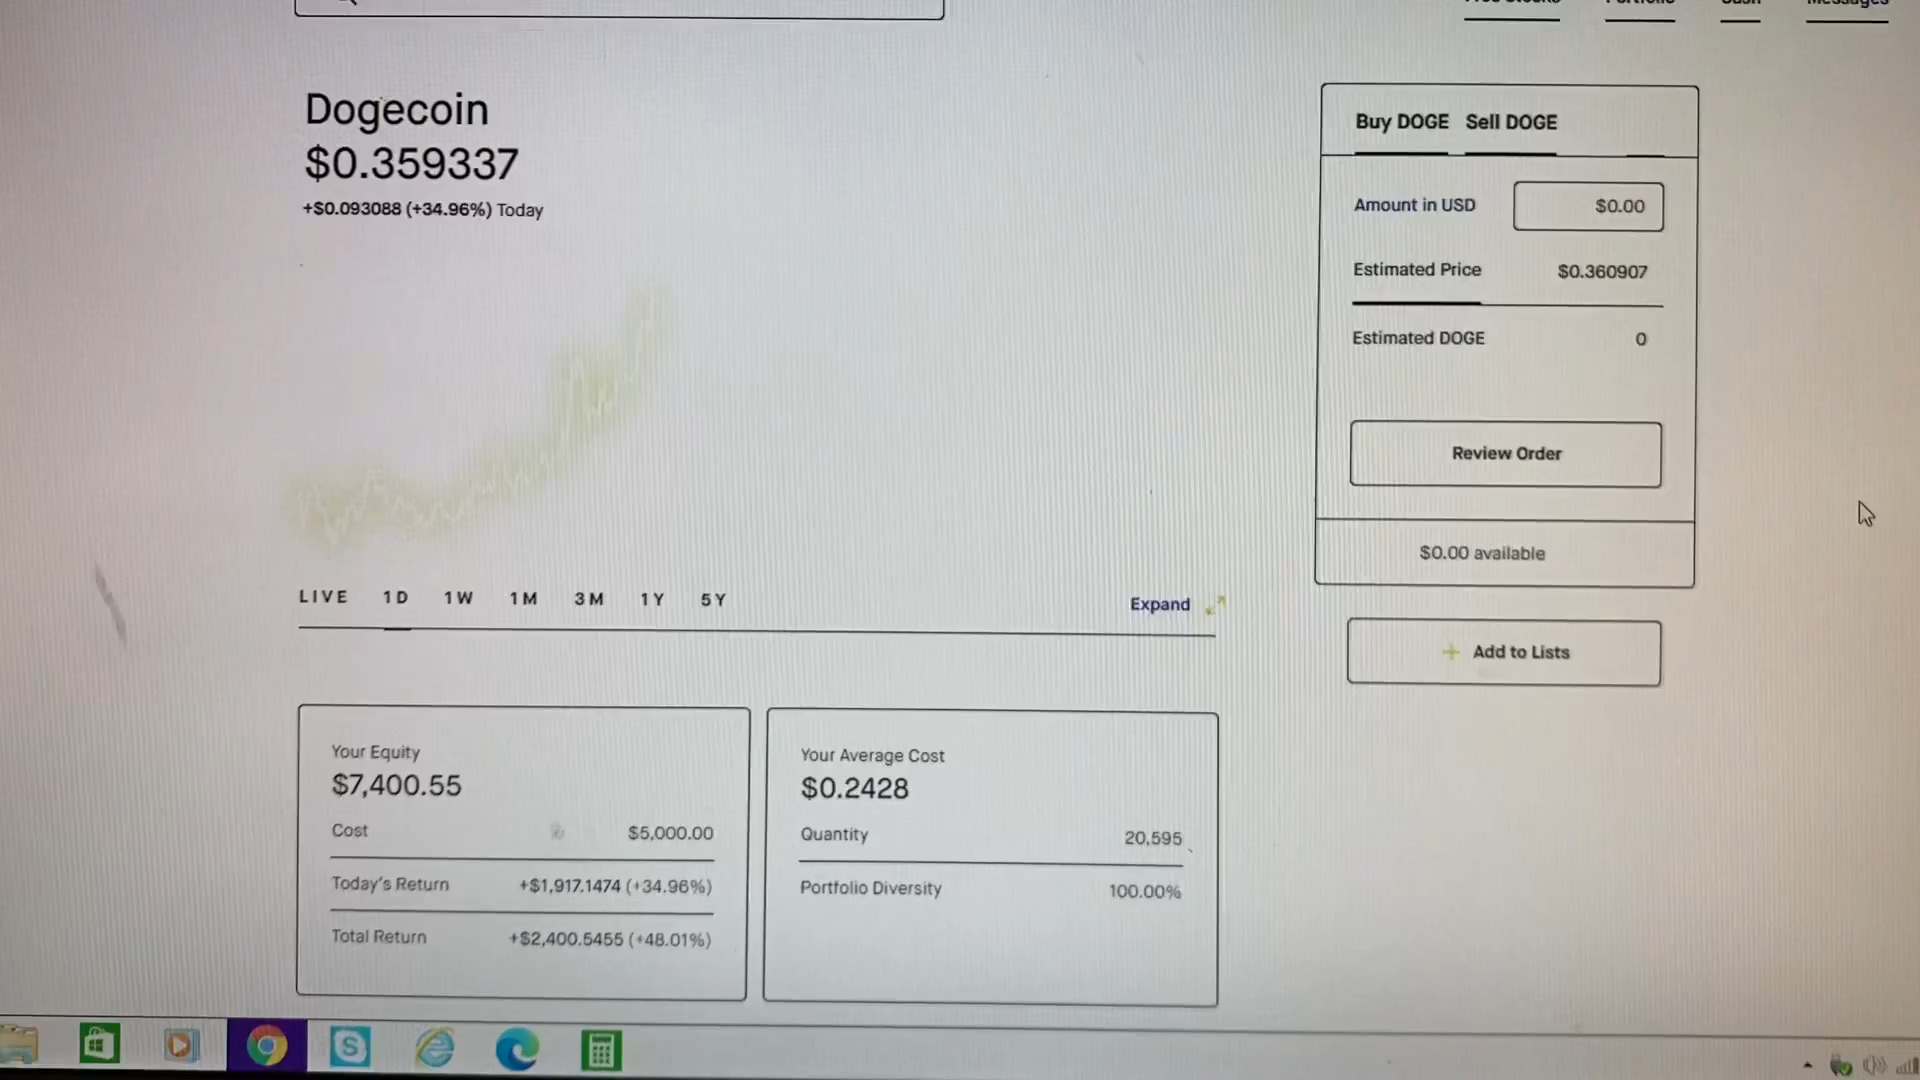 Dogecoin
$0.359337
+$0.093088 (+34.96%) Today
Buy DOGE Sell DOGE
Amount in USD $0.00
Estimated Price $0.360907
Estimated DOGE 0
Review Order
$0.00 available
LIVE 1D 1W 1M 3M 1Y 5Y
Expand
+ Add to Lists
Your Equity
$7,400.55
Cost $5,000.00
Today's Return +$1,917.1474 (+34.96%)
Total Return +$2,400.5455 (+48.01%)
Your Average Cost
$0.2428
Quantity 20,595
Portfolio Diversity 100.00%